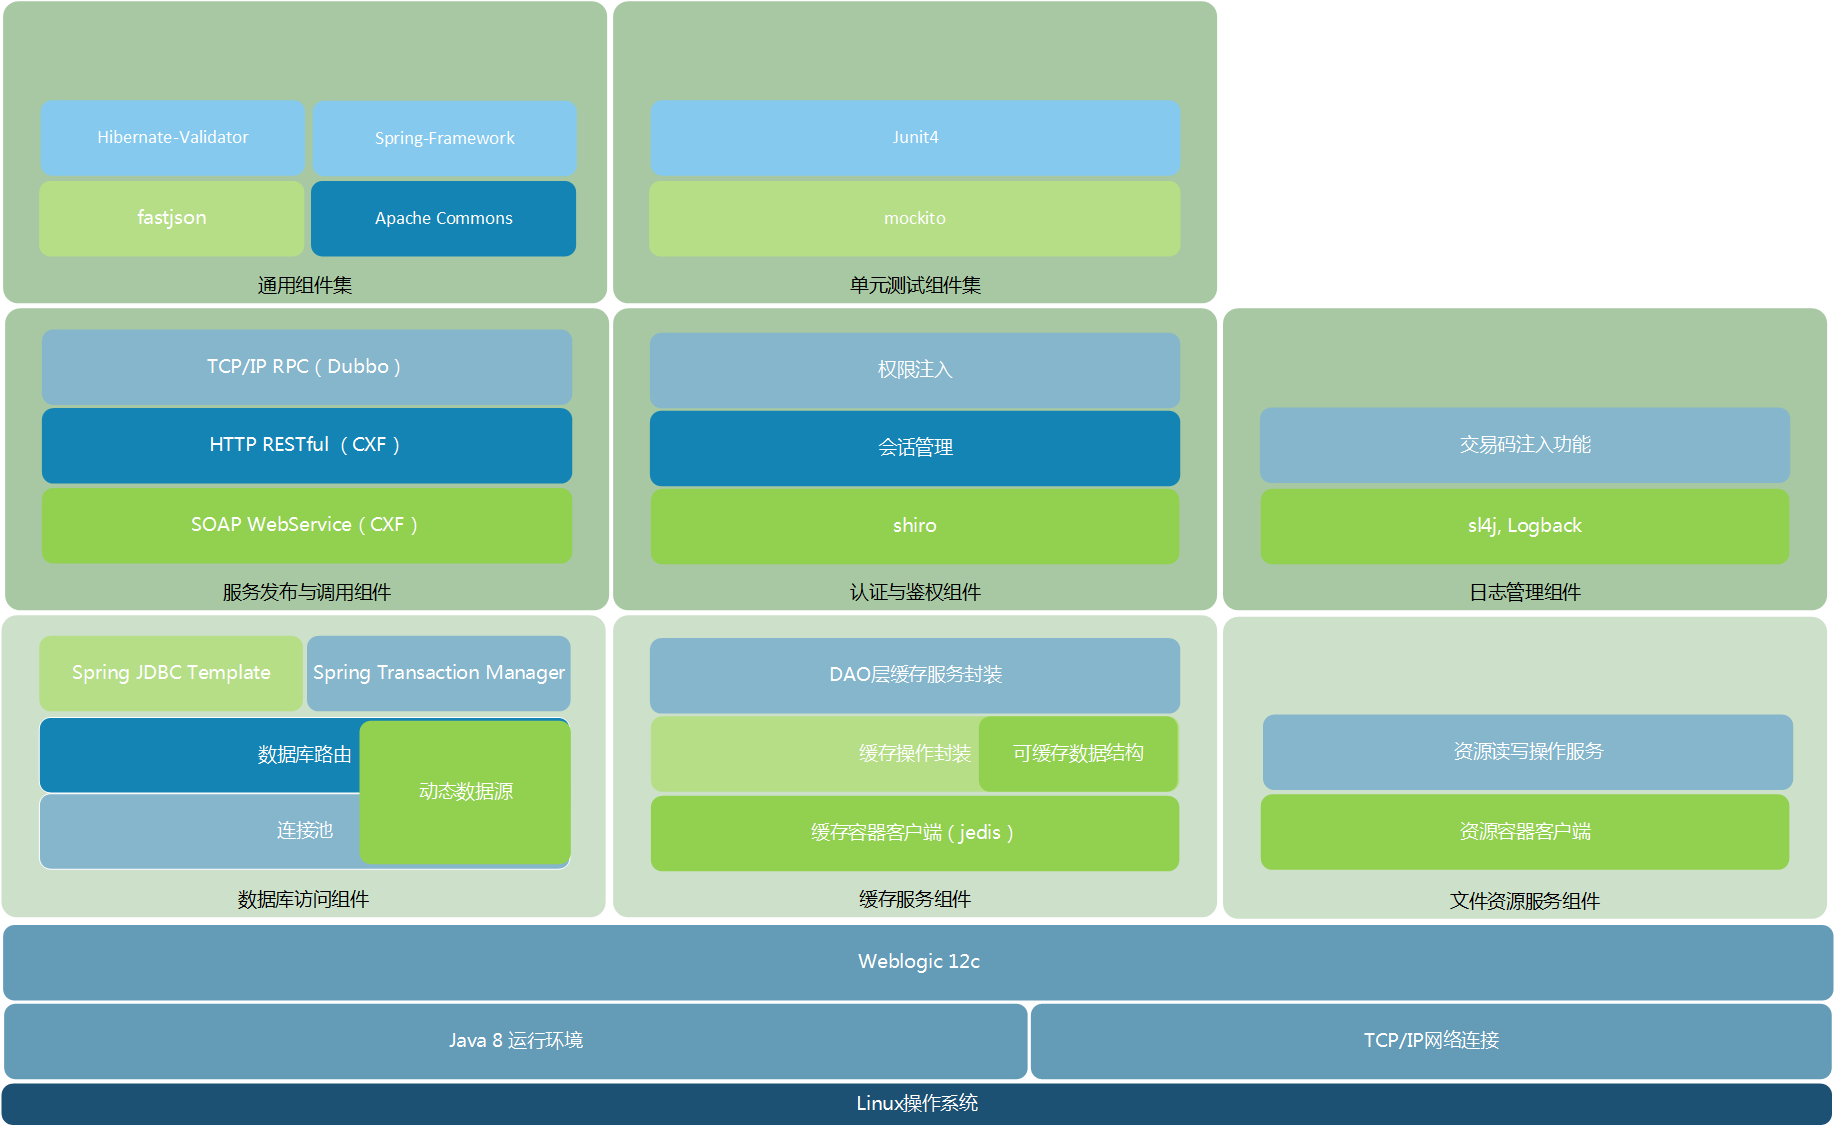 Hibernate-Validator
Spring-Framework
fastjson
Apache Commons
通用组件集
Junit4
mockito
单元测试组件集
TCP/IP RPC（Dubbo）
HTTP RESTful （CXF）
SOAP WebService（CXF）
服务发布与调用组件
权限注入
会话管理
shiro
认证与鉴权组件
交易码注入功能
sl4j, Logback
日志管理组件
Spring JDBC Template
Spring Transaction Manager
数据库路由
动态数据源
连接池
数据库访问组件
DAO层缓存服务封装
缓存操作封装
可缓存数据结构
缓存容器客户端（jedis）
缓存服务组件
资源读写操作服务
资源容器客户端
文件资源服务组件
Weblogic 12c
Java 8 运行环境
TCP/IP网络连接
Linux操作系统